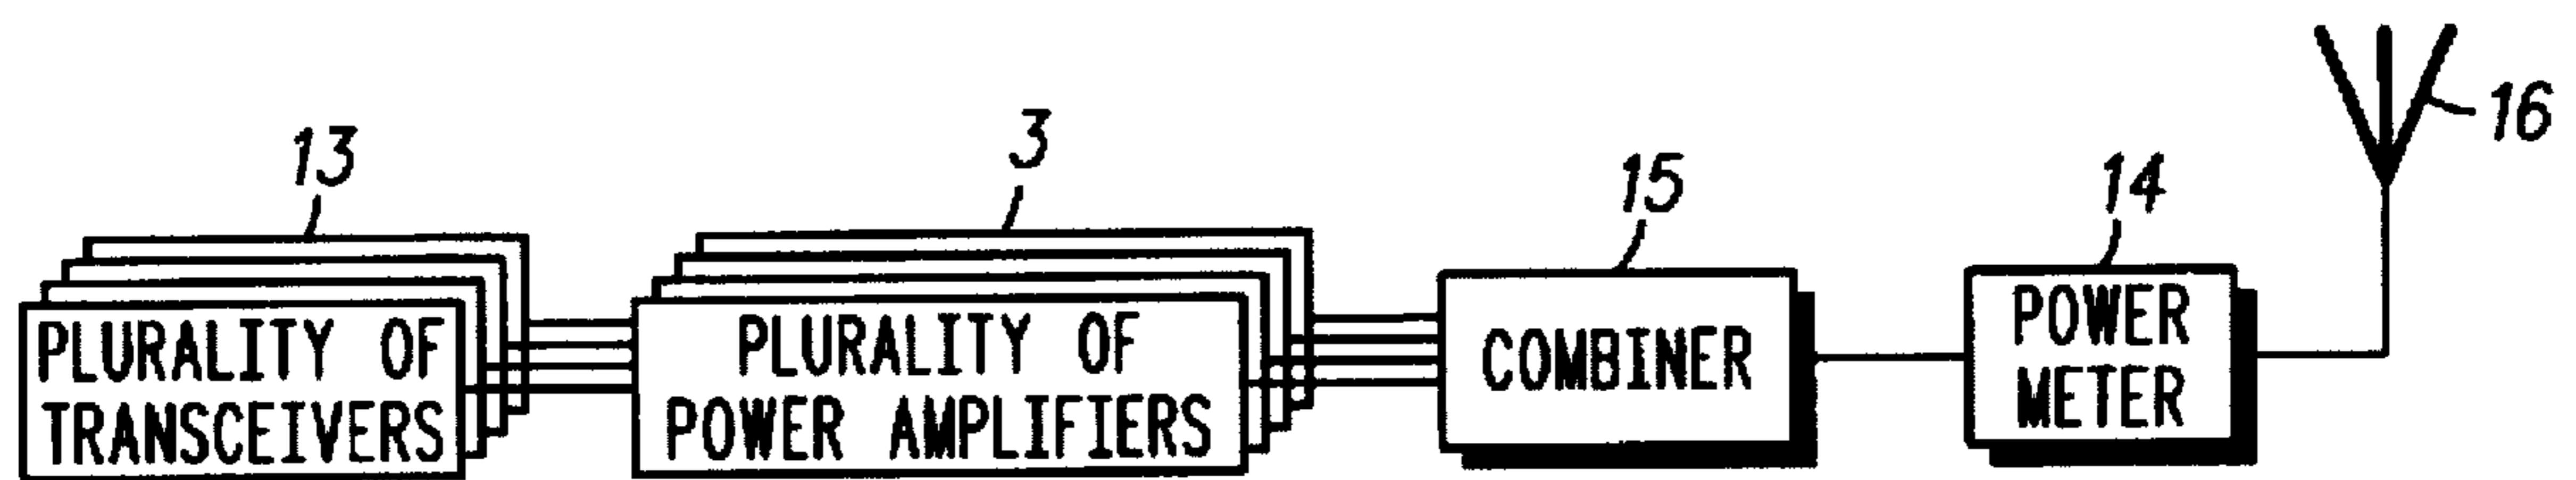 13
3
15
14
16
PLURALITY OF
TRANSCEIVERS
PLURALITY OF
POWER AMPLIFIERS
COMBINER
POWER
METER